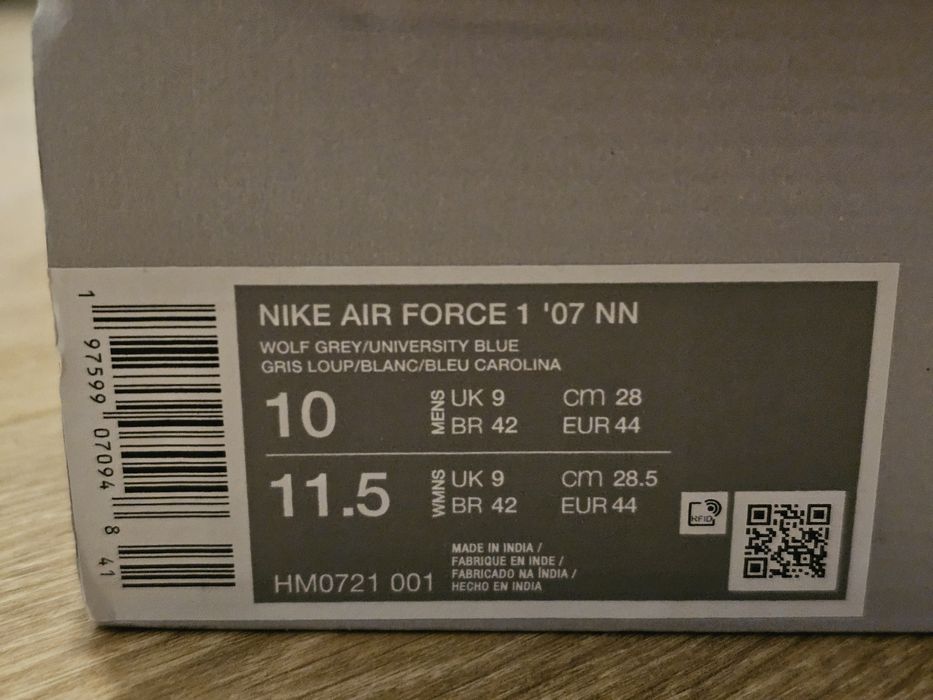 1 97599 07094 8 41
NIKE AIR FORCE 1 '07 NN
WOLF GREY/UNIVERSITY BLUE
GRIS LOUP/BLANC/BLEU CAROLINA
10 MENS UK 9 cm 28
BR 42 EUR 44
11.5 WMNS UK 9 cm 28.5
BR 42 EUR 44
RFID
MADE IN INDIA /
FABRIQUE EN INDE /
FABRICADO NA ÍNDIA /
HECHO EN INDIA
HM0721 001